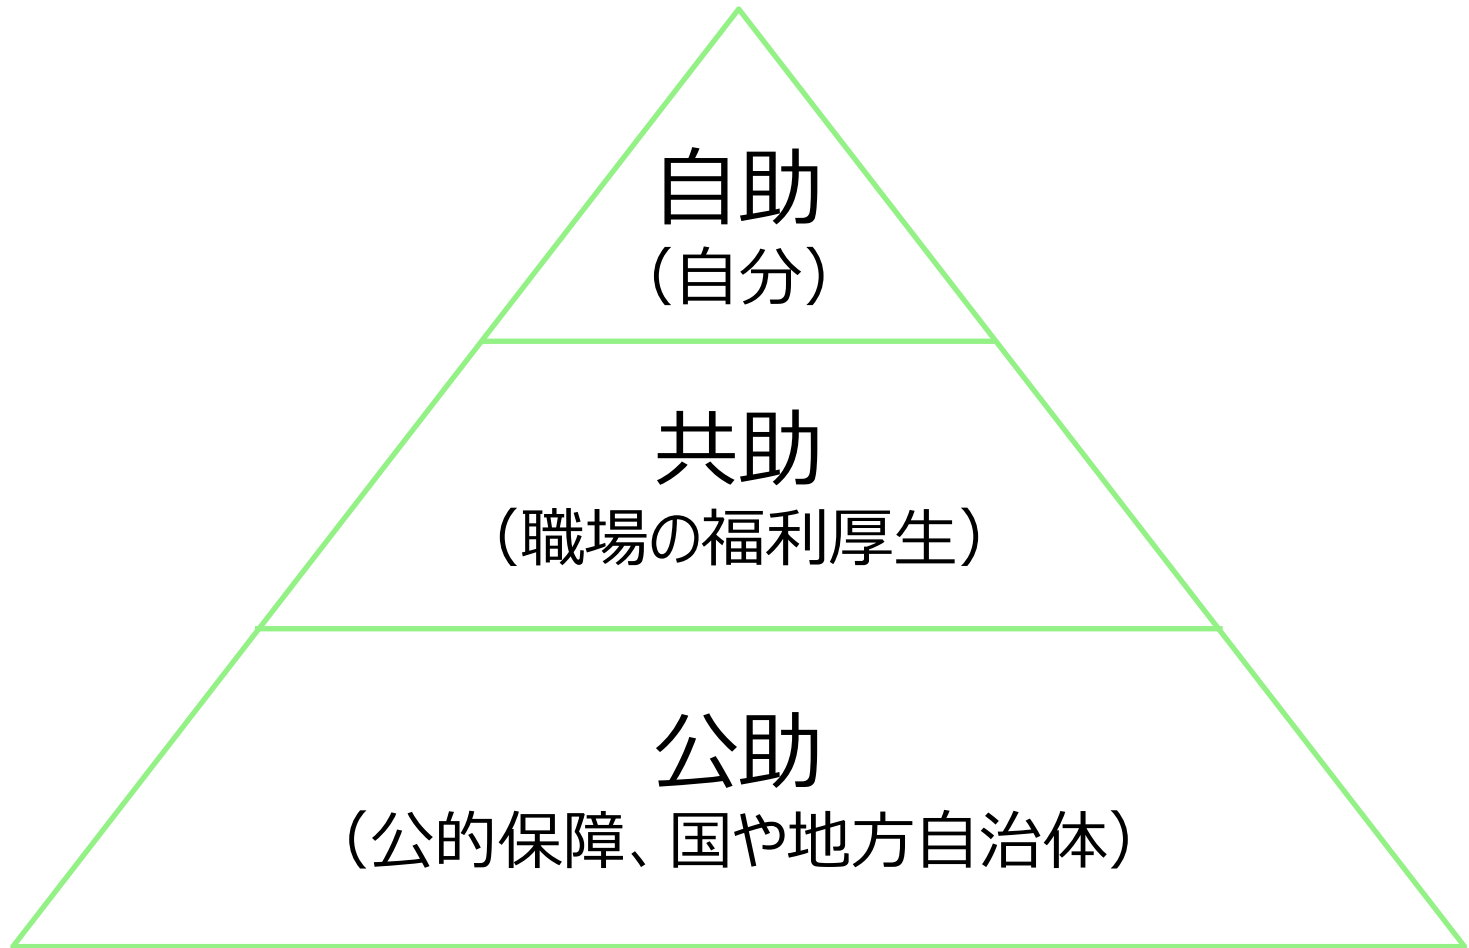 自助
（自分）
共助
（職場の福利厚生）
公助
（公的保障、国や地方自治体）